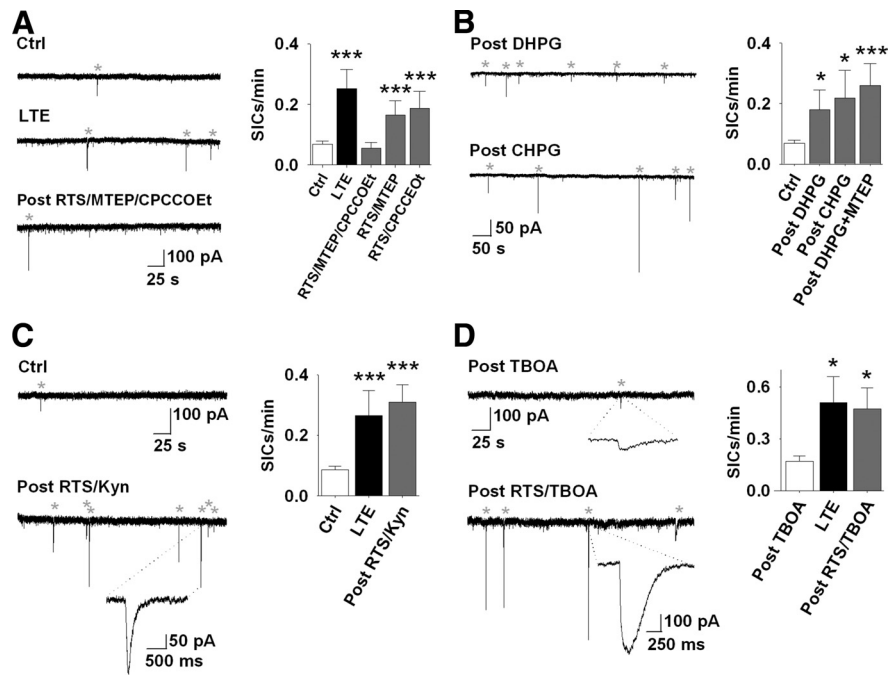 A
Ctrl
*
LTE
* * *
Post RTS/MTEP/CPCCOEt
*
100 pA
25 s
SICs/min
0.4
0.2
0.0
***
***
***
Ctrl
LTE
RTS/MTEP/CPCCOEt
RTS/MTEP
RTS/CPCCEOt
B
Post DHPG
* * * * * *
Post CHPG
* * * * *
50 pA
50 s
SICs/min
0.4
0.2
0.0
* * ***
Ctrl
Post DHPG
Post CHPG
Post DHPG+MTEP
C
Ctrl
*
100 pA
25 s
Post RTS/Kyn
* * * * * * *
50 pA
500 ms
SICs/min
0.4
0.2
0.0
*** ***
Ctrl
LTE
Post RTS/Kyn
D
Post TBOA
*
100 pA
25 s
Post RTS/TBOA
* * * *
100 pA
250 ms
SICs/min
0.6
0.3
0.0
* *
Post TBOA
LTE
Post RTS/TBOA